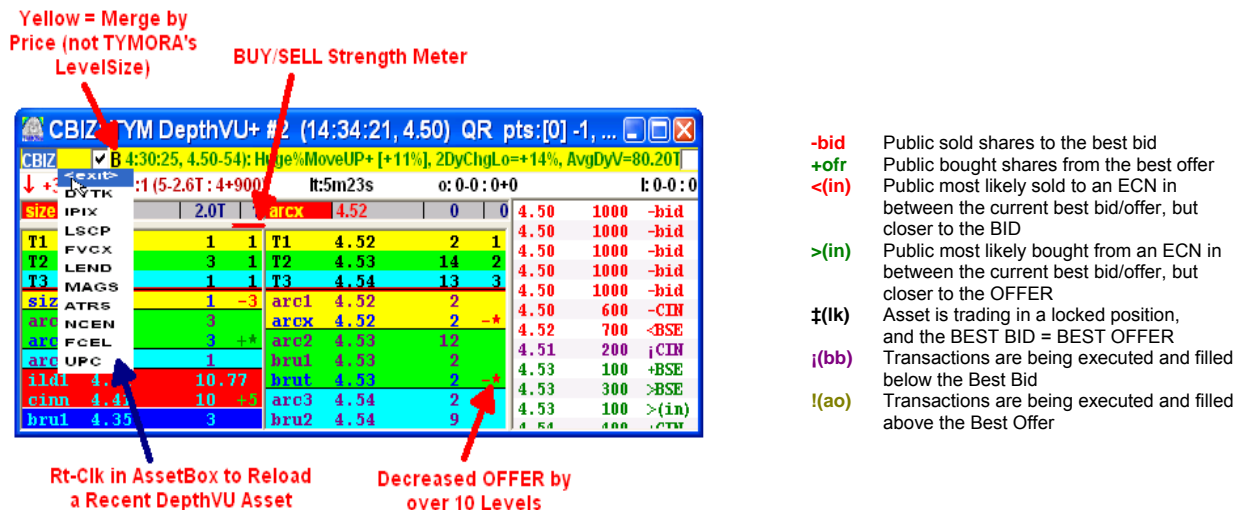 Yellow = Merge by
Price (not TYMORA's
LevelSize)
BUY/SELL Strength Meter
CBIZ TYM DepthVU+ #2 (14:34:21, 4.50) QR pts:[0] -1, ...
CBIZ B 4:30:25, 4.50-54): Huge%MoveUP+ [+11%], 2DyChgLo=+14%, AvgDyV=80.20T
:1 (5-2.6T : 4+900) lt:5m23s o: 0-0 : 0+0 l: 0-0 : 0
<exit>
DYTK
IPIX
LSCP
FVCX
LEND
MAGS
ATRS
NCEN
FCEL
UPC
size 2.0T arcx 4.52 0 0
T1 1 1 T1 4.52 2 1
T2 3 1 T2 4.53 14 2
T3 1 1 T3 4.54 13 3
siz 1 -3 arc1 4.52 2
arc 3 arcx 4.52 2 -*
arc 3 +* arc2 4.53 12
arc 1 bru1 4.53 2
ild1 4. 10.77 brut 4.53 2 -*
cinn 4.4 10 +5 arc3 4.54 2
bru1 4.35 3 bru2 4.54 9
4.50 1000 -bid
4.50 1000 -bid
4.50 1000 -bid
4.50 1000 -bid
4.50 1000 -bid
4.50 600 -CIN
4.52 700 <BSE
4.51 200 ¡CIN
4.53 100 +BSE
4.53 300 >BSE
4.53 100 >(in)
Rt-Clk in AssetBox to Reload
a Recent DepthVU Asset
Decreased OFFER by
over 10 Levels
-bid Public sold shares to the best bid
+ofr Public bought shares from the best offer
<(in) Public most likely sold to an ECN in
between the current best bid/offer, but
closer to the BID
>(in) Public most likely bought from an ECN in
between the current best bid/offer, but
closer to the OFFER
‡(lk) Asset is trading in a locked position,
and the BEST BID = BEST OFFER
¡(bb) Transactions are being executed and filled
below the Best Bid
!(ao) Transactions are being executed and filled
above the Best Offer